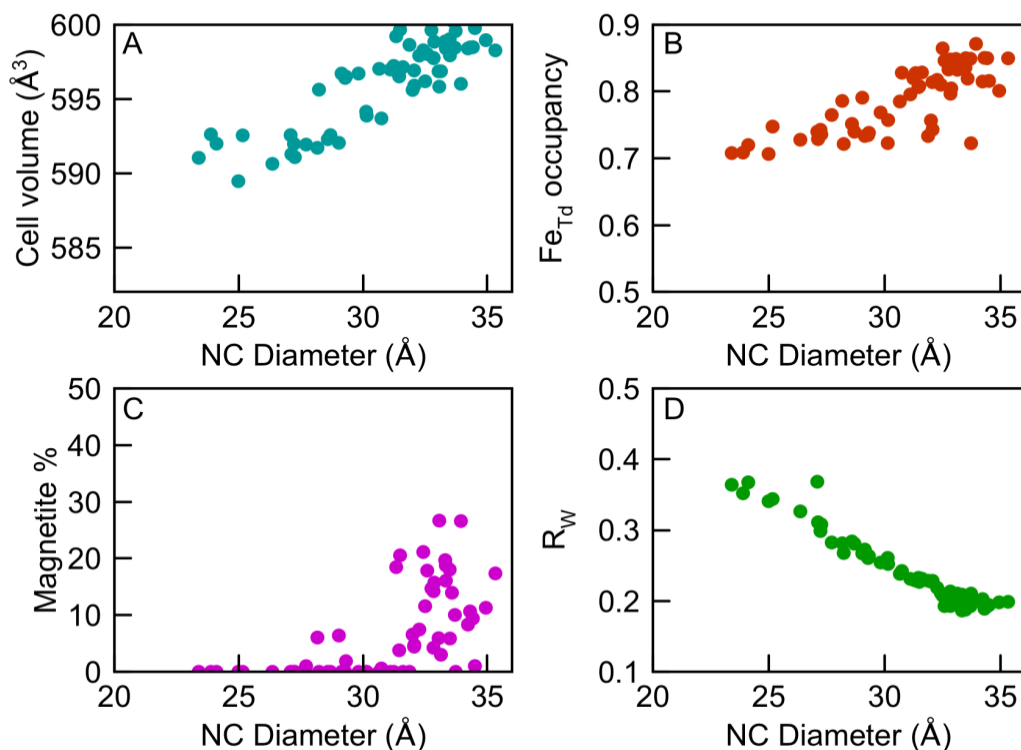 A
Cell volume (Å³)
600
595
590
585
20 25 30 35
NC Diameter (Å)
B
Fe_Td occupancy
0.9
0.8
0.7
0.6
0.5
20 25 30 35
NC Diameter (Å)
C
Magnetite %
50
40
30
20
10
0
20 25 30 35
NC Diameter (Å)
D
R_W
0.5
0.4
0.3
0.2
0.1
20 25 30 35
NC Diameter (Å)